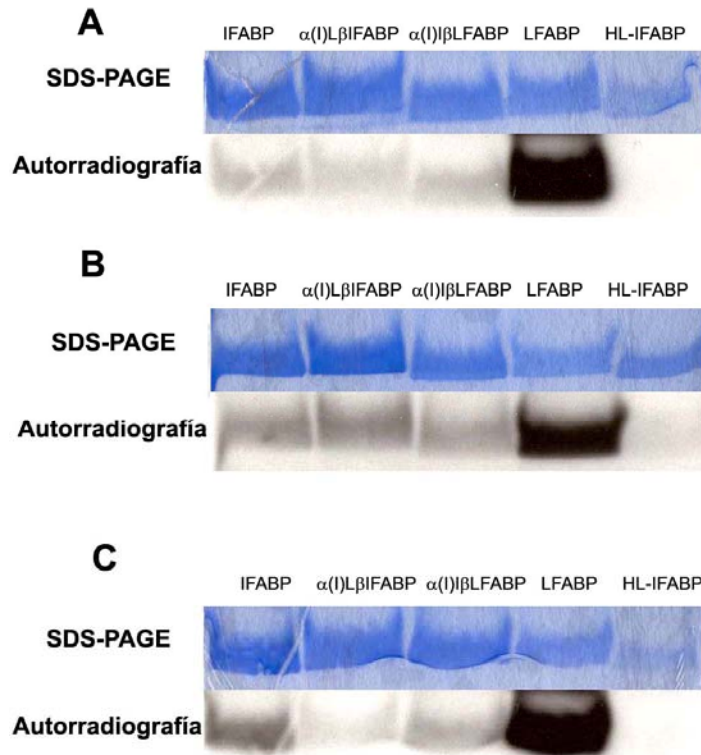 A
IFABP α(I)LβIFABP α(I)IβLFABP LFABP HL-IFABP
SDS-PAGE
Autorradiografía
B
IFABP α(I)LβIFABP α(I)IβLFABP LFABP HL-IFABP
SDS-PAGE
Autorradiografía
C
IFABP α(I)LβIFABP α(I)IβLFABP LFABP HL-IFABP
SDS-PAGE
Autorradiografía